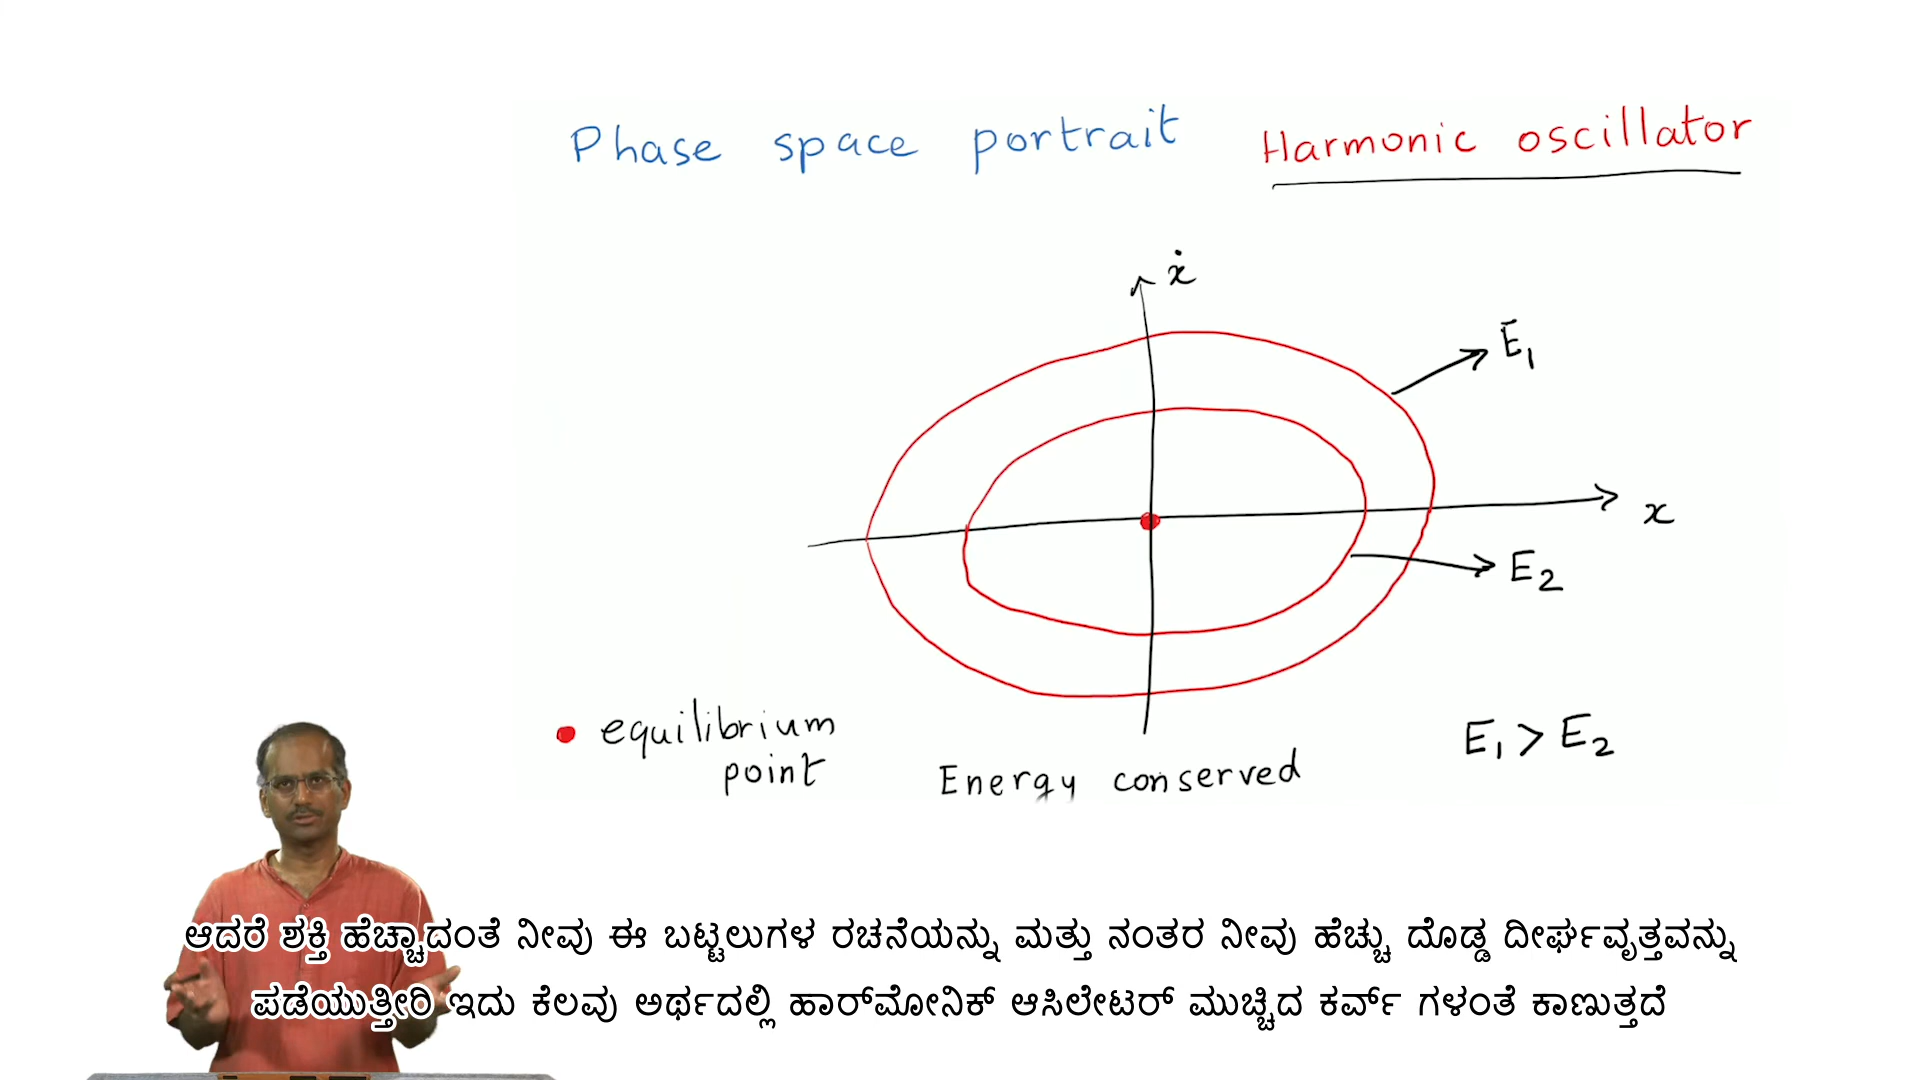 Phase space portrait Harmonic oscillator
ẋ
E₁
x
E₂
equilibrium
point
Energy conserved
E₁ > E₂
ಆದರೆ ಶಕ್ತಿ ಹೆಚ್ಚಾದಂತೆ ನೀವು ಈ ಬಟ್ಟಲುಗಳ ರಚನೆಯನ್ನು ಮತ್ತು ನಂತರ ನೀವು ಹೆಚ್ಚು ದೊಡ್ಡ ದೀರ್ಘವೃತ್ತವನ್ನು
ಪಡೆಯುತ್ತೀರಿ ಇದು ಕೆಲವು ಅರ್ಥದಲ್ಲಿ ಹಾರ್ಮೋನಿಕ್ ಆಸಿಲೇಟರ್ ಮುಚ್ಚಿದ ಕರ್ವ್ ಗಳಂತೆ ಕಾಣುತ್ತದೆ